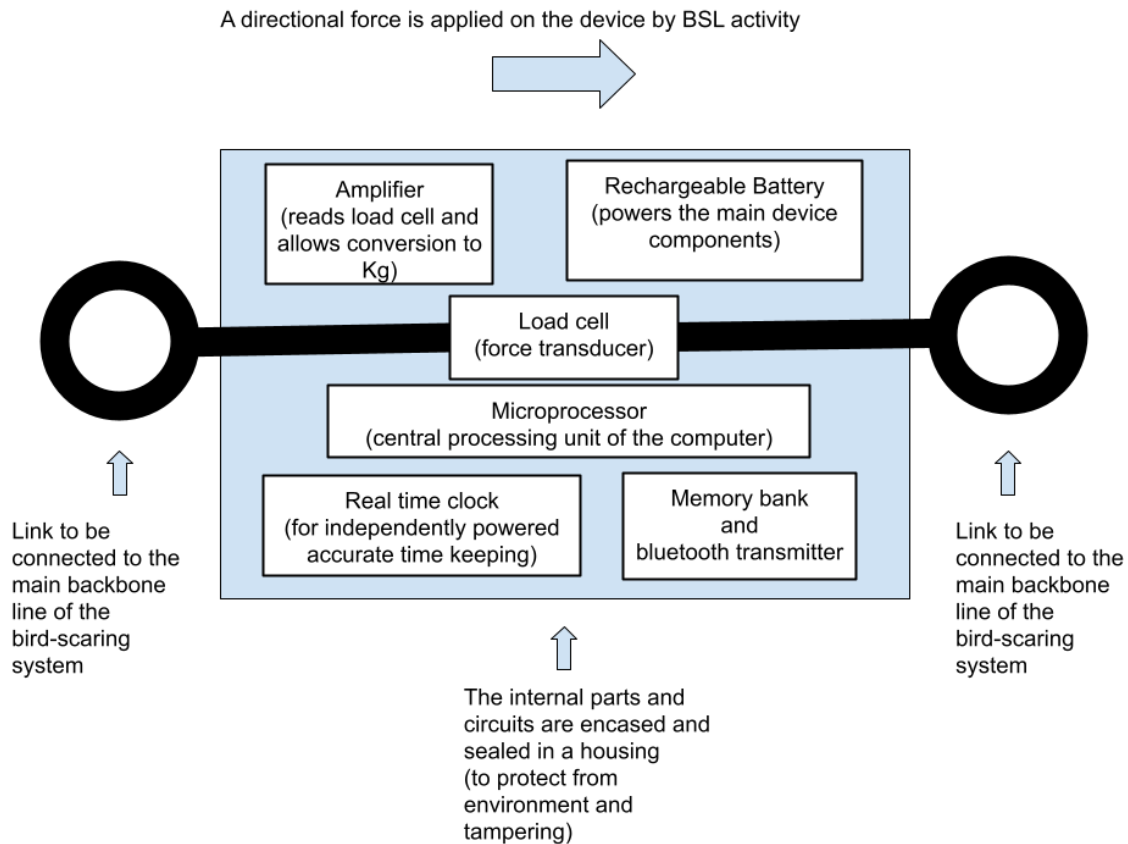 A directional force is applied on the device by BSL activity
Amplifier
(reads load cell and
allows conversion to
Kg)
Rechargeable Battery
(powers the main device
components)
Load cell
(force transducer)
Microprocessor
(central processing unit of the computer)
Real time clock
(for independently powered
accurate time keeping)
Memory bank
and
bluetooth transmitter
Link to be
connected to the
main backbone
line of the
bird-scaring
system
Link to be
connected to the
main backbone
line of the
bird-scaring
system
The internal parts and
circuits are encased and
sealed in a housing
(to protect from
environment and
tampering)